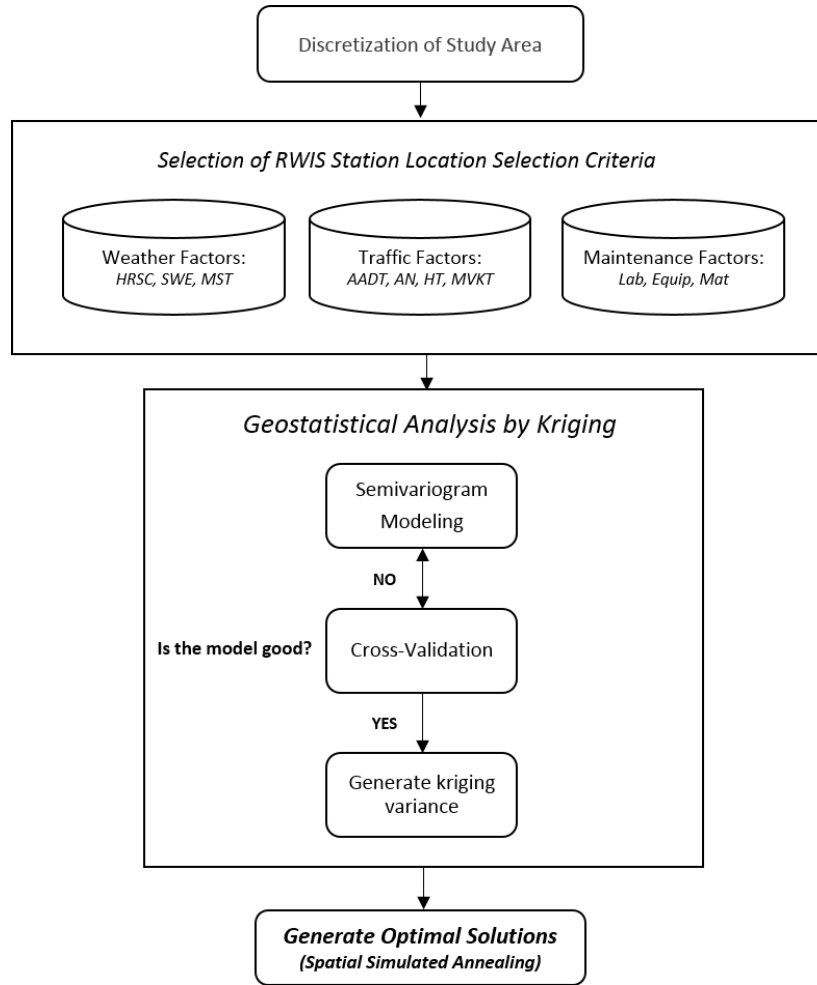 Discretization of Study Area
Selection of RWIS Station Location Selection Criteria
Weather Factors:
HRSC, SWE, MST
Traffic Factors:
AADT, AN, HT, MVKT
Maintenance Factors:
Lab, Equip, Mat
Geostatistical Analysis by Kriging
Semivariogram
Modeling
NO
Is the model good?
Cross-Validation
YES
Generate kriging
variance
Generate Optimal Solutions
(Spatial Simulated Annealing)